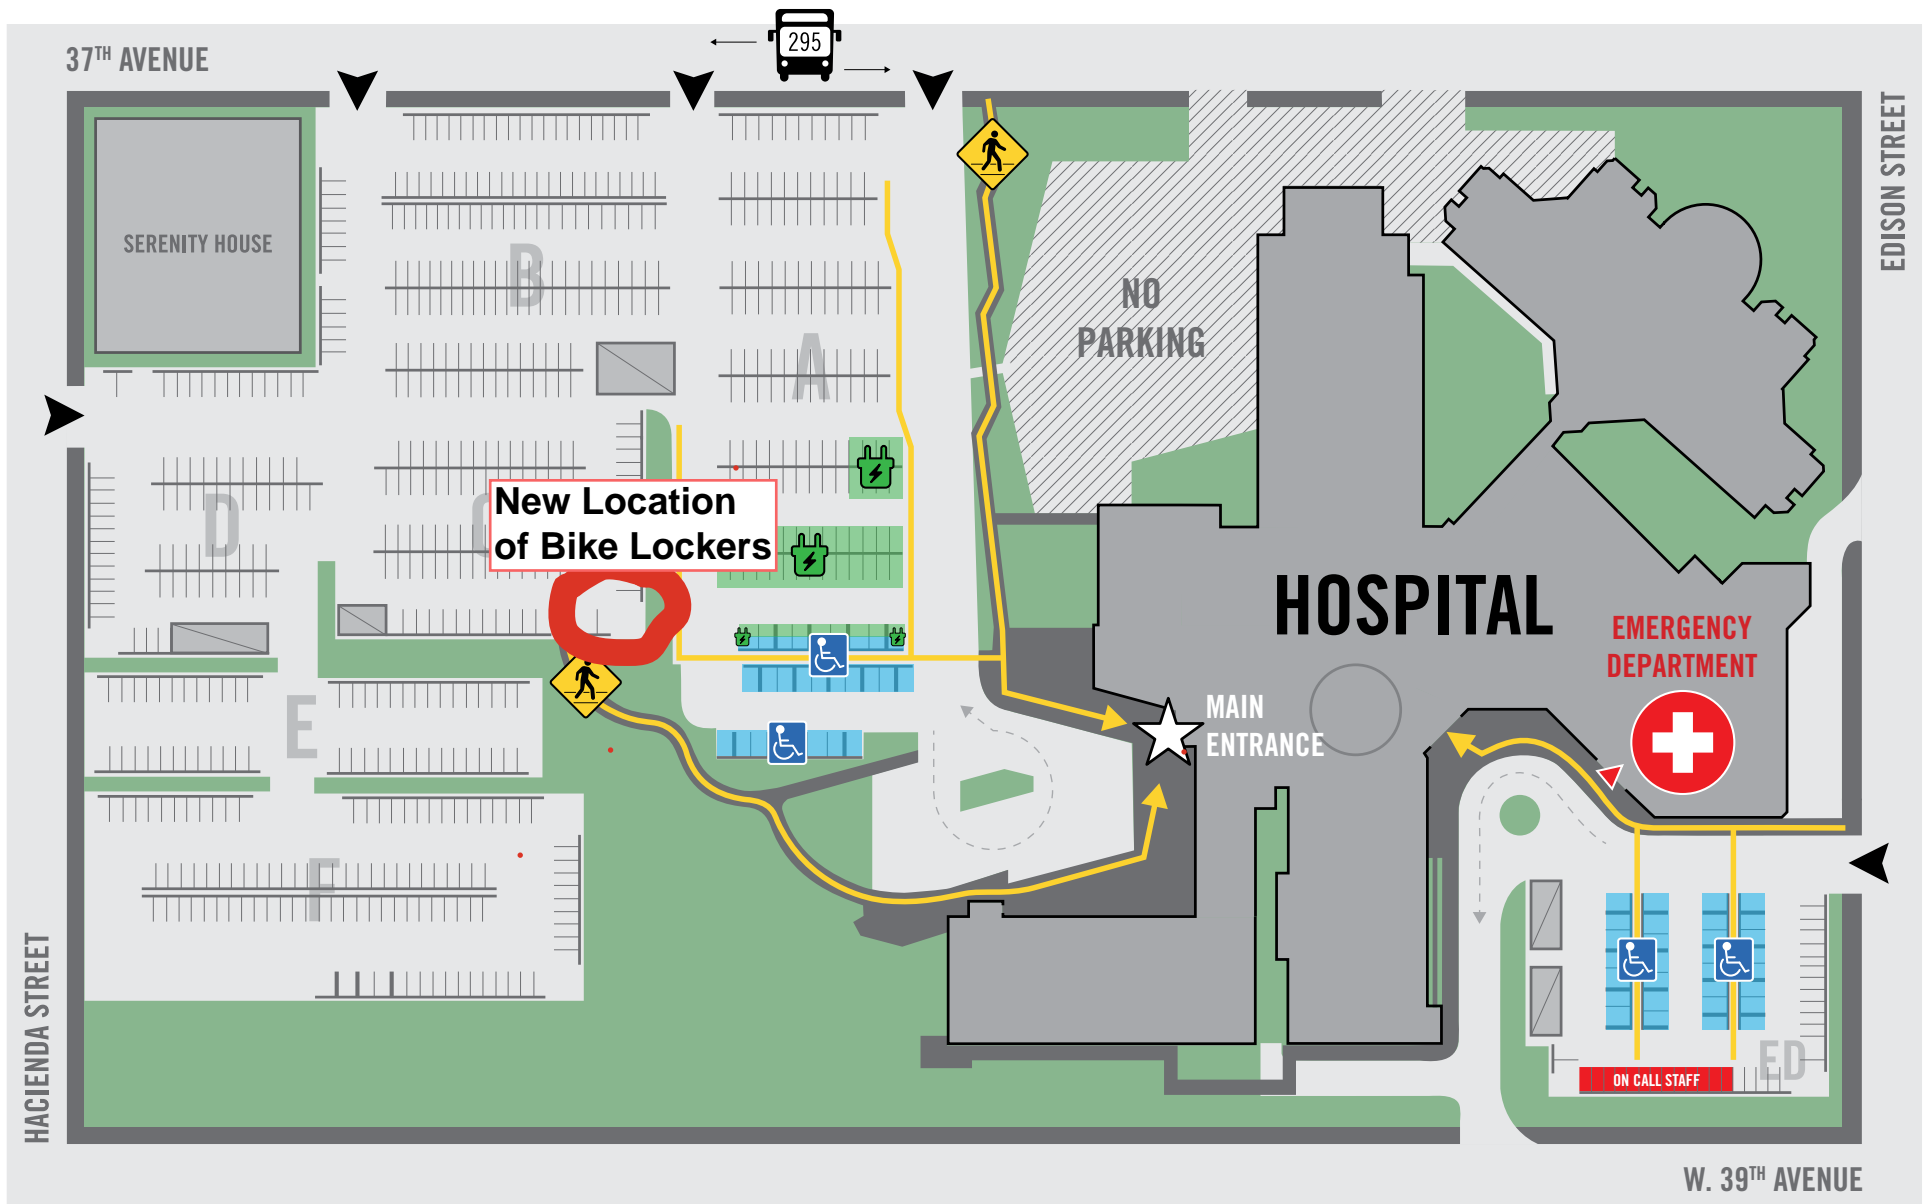 295
37TH AVENUE
EDISON STREET
SERENITY HOUSE
B
NO
PARKING
A
New Location
of Bike Lockers
D
HOSPITAL
EMERGENCY
DEPARTMENT
MAIN
ENTRANCE
E
F
HACIENDA STREET
ED
ON CALL STAFF
W. 39TH AVENUE